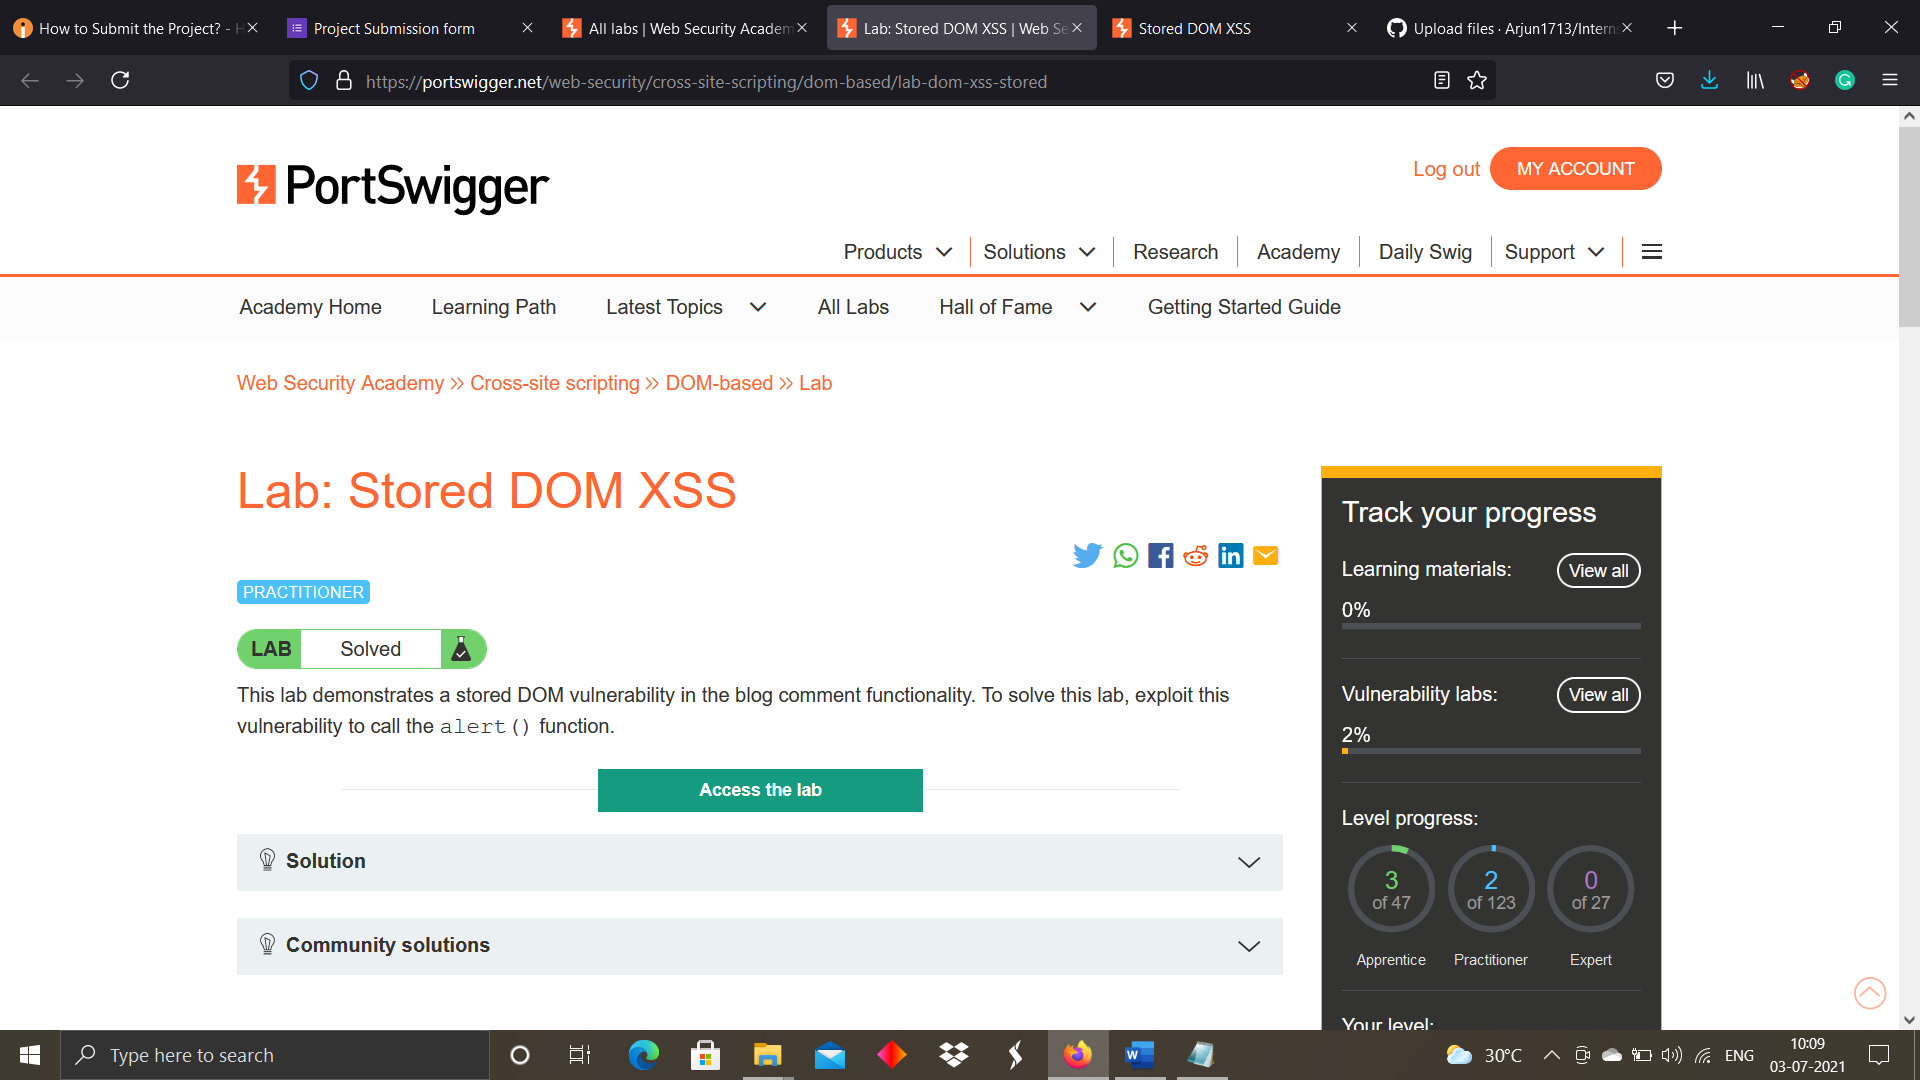 How to Submit the Project? - H
Project Submission form
All labs | Web Security Academ
Lab: Stored DOM XSS | Web Se
Stored DOM XSS
Upload files · Arjun1713/Intern
https://portswigger.net/web-security/cross-site-scripting/dom-based/lab-dom-xss-stored
PortSwigger
Log out
MY ACCOUNT
Products
Solutions
Research
Academy
Daily Swig
Support
Academy Home
Learning Path
Latest Topics
All Labs
Hall of Fame
Getting Started Guide
Web Security Academy » Cross-site scripting » DOM-based » Lab
Lab: Stored DOM XSS
PRACTITIONER
LAB Solved
This lab demonstrates a stored DOM vulnerability in the blog comment functionality. To solve this lab, exploit this
vulnerability to call the alert() function.
Access the lab
Solution
Community solutions
Track your progress
Learning materials:
View all
0%
Vulnerability labs:
View all
2%
Level progress:
3
of 47
2
of 123
0
of 27
Apprentice
Practitioner
Expert
Your level:
Type here to search
30°C
ENG
10:09
03-07-2021